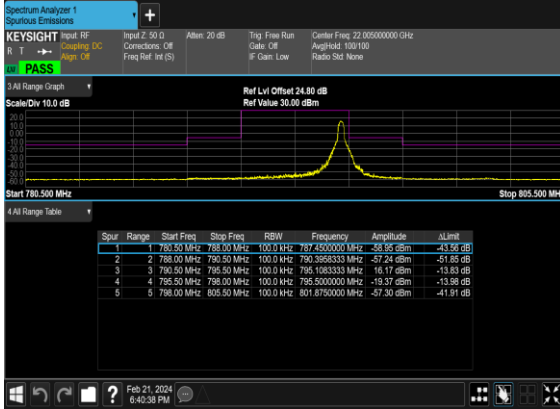 Spectrum Analyzer 1
Spurious Emissions
+
KEYSIGHT Input: RF Input Z: 50 Ω Atten: 20 dB Trig: Free Run Center Freq: 22.005000000 GHz
R T Coupling: DC Corrections: Off Gate: Off Avg|Hold: 100/100
Align: Off Freq Ref: Int (S) IF Gain: Low Radio Std: None
PASS
3 All Range Graph
Ref Lvl Offset 24.80 dB
Scale/Div 10.0 dB Ref Value 30.00 dBm
20.0
10.0
0.00
-10.0
-20.0
-30.0
-40.0
-50.0
-60.0
Start 780.500 MHz Stop 805.500 MHz
4 All Range Table
Spur Range Start Freq Stop Freq RBW Frequency Amplitude ΔLimit
1 1 780.50 MHz 788.00 MHz 100.0 kHz 787.4500000 MHz -58.95 dBm -43.56 dB
2 2 788.00 MHz 790.50 MHz 100.0 kHz 790.3958333 MHz -57.24 dBm -51.85 dB
3 3 790.50 MHz 795.50 MHz 100.0 kHz 795.1083333 MHz 16.17 dBm -13.83 dB
4 4 795.50 MHz 798.00 MHz 100.0 kHz 795.5000000 MHz -19.37 dBm -13.98 dB
5 5 798.00 MHz 805.50 MHz 100.0 kHz 801.8750000 MHz -57.30 dBm -41.91 dB
? Feb 21, 2024
6:40:38 PM